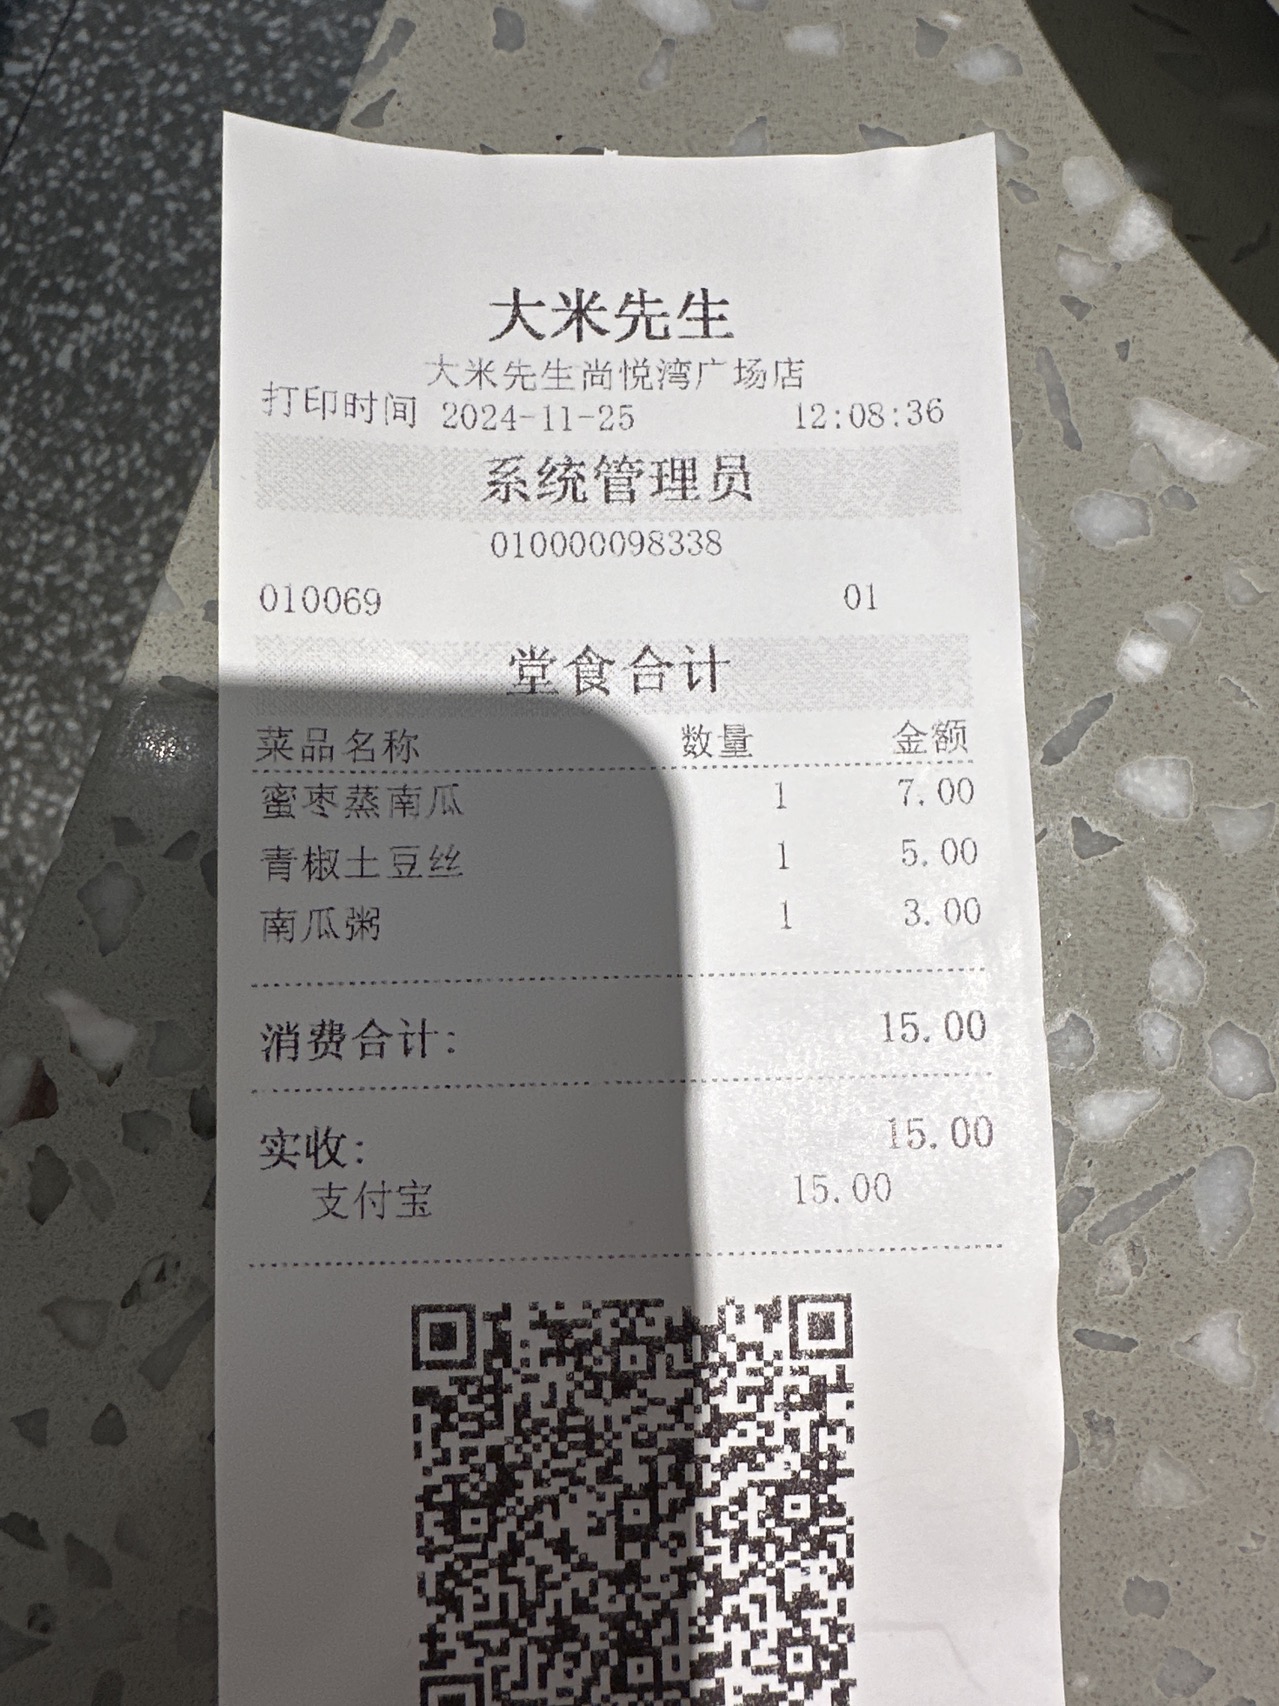 大米先生
大米先生尚悦湾广场店
打印时间 2024-11-25 12:08:36
系统管理员
010000098338
010069 01
堂食合计
菜品名称 数量 金额
蜜枣蒸南瓜 1 7.00
青椒土豆丝 1 5.00
南瓜粥 1 3.00
消费合计: 15.00
实收: 15.00
支付宝 15.00